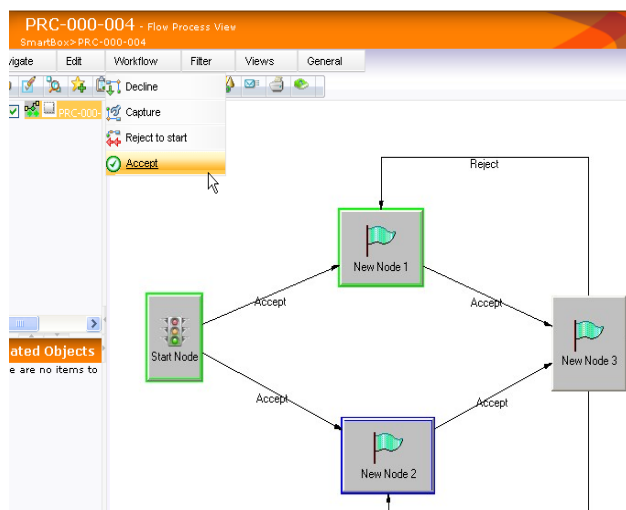 PRC-000-004 - Flow Process View
SmartBox>PRC-000-004
vigate Edit Workflow Filter Views General
Decline
PRC-000-
Capture
Reject to start
Accept
Reject
New Node 1
Accept
Accept
Start Node
New Node 3
ated Objects
e are no items to
Accept
Accept
New Node 2